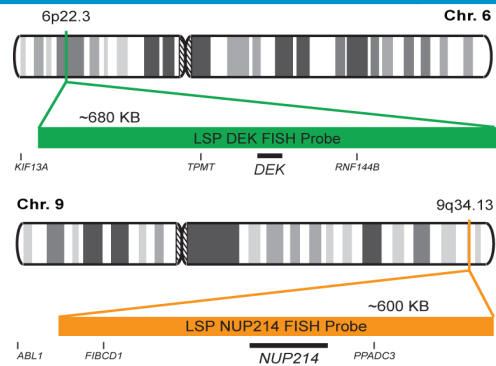 6p22.3 Chr. 6
~680 KB
LSP DEK FISH Probe
KIF13A TPMT DEK RNF144B
Chr. 9 9q34.13
~600 KB
LSP NUP214 FISH Probe
ABL1 FIBCD1 NUP214 PPADC3